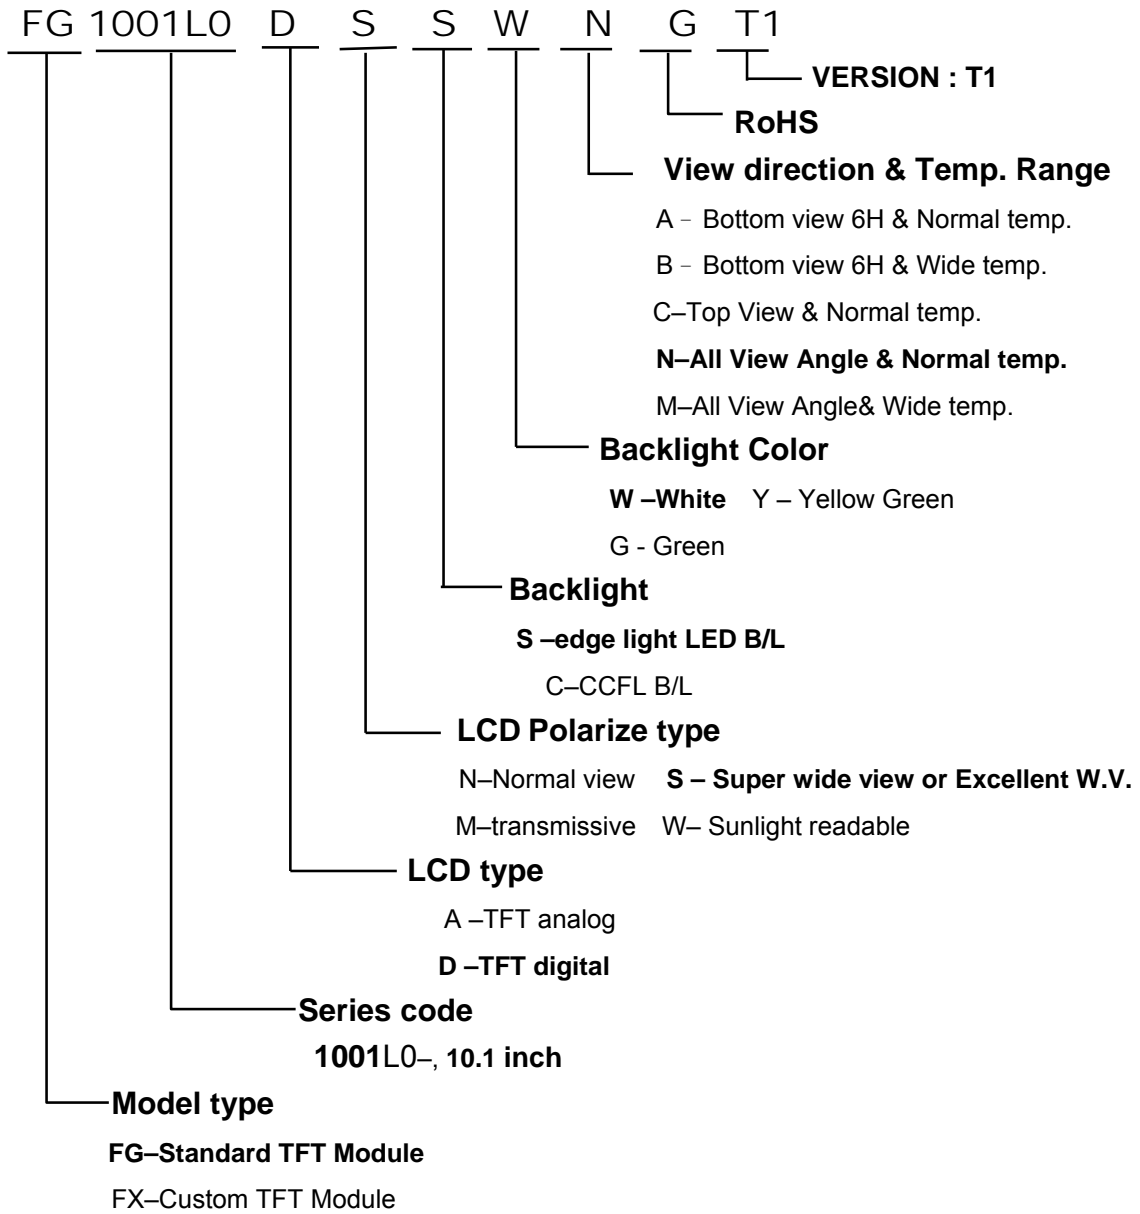 FG 1001L0 D S S W N G T1
VERSION : T1
RoHS
View direction & Temp. Range
A – Bottom view 6H & Normal temp.
B – Bottom view 6H & Wide temp.
C–Top View & Normal temp.
N–All View Angle & Normal temp.
M–All View Angle& Wide temp.
Backlight Color
W –White Y – Yellow Green
G - Green
Backlight
S –edge light LED B/L
C–CCFL B/L
LCD Polarize type
N–Normal view S – Super wide view or Excellent W.V.
M–transmissive W– Sunlight readable
LCD type
A –TFT analog
D –TFT digital
Series code
1001L0–, 10.1 inch
Model type
FG–Standard TFT Module
FX–Custom TFT Module